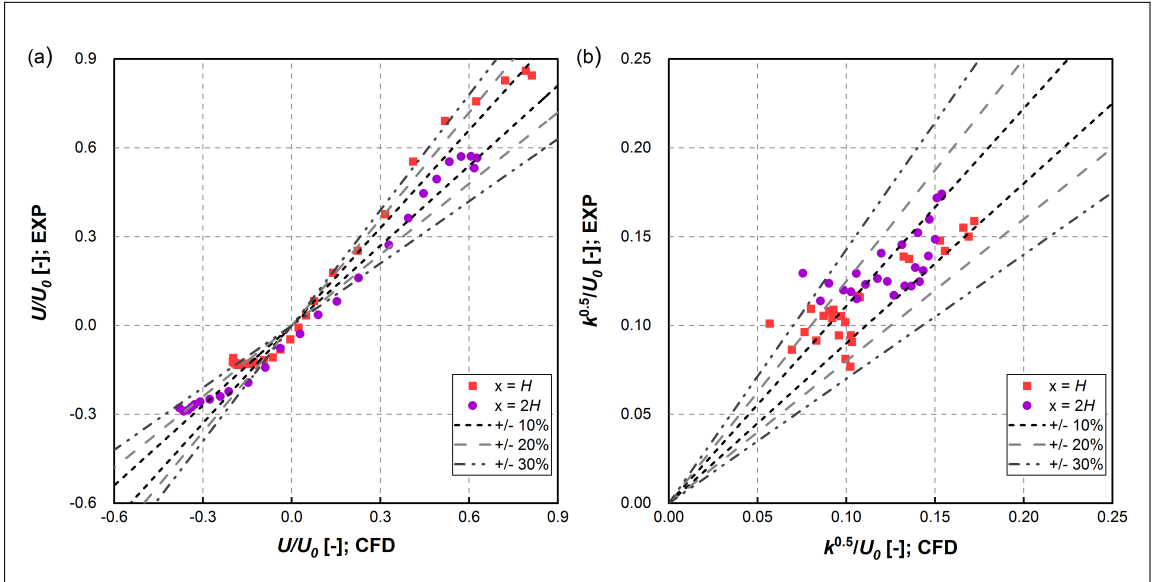 (a)
0.9
0.6
0.3
0.0
-0.3
-0.6
-0.6 -0.3 0.0 0.3 0.6 0.9
U/U0 [-]; EXP
U/U0 [-]; CFD
x = H
x = 2H
+/- 10%
+/- 20%
+/- 30%
(b)
0.25
0.20
0.15
0.10
0.05
0.00
0.00 0.05 0.10 0.15 0.20 0.25
k^0.5/U0 [-]; EXP
k^0.5/U0 [-]; CFD
x = H
x = 2H
+/- 10%
+/- 20%
+/- 30%